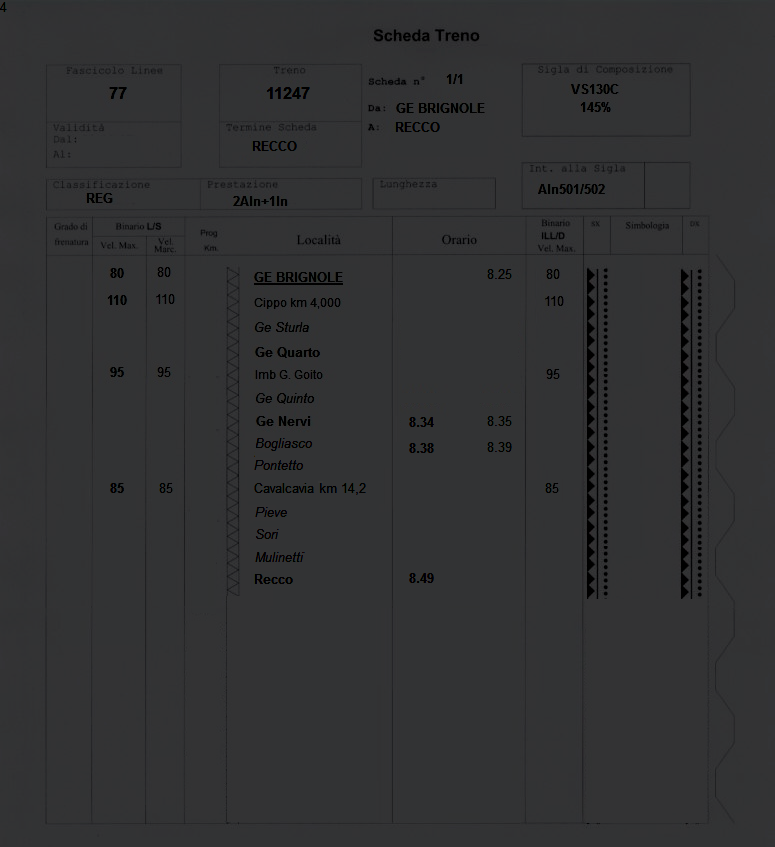 4
Scheda Treno
Fascicolo Linee
77
Validità
Dal:
Al:
Treno
11247
Termine Scheda
RECCO
Scheda n° 1/1
Da: GE BRIGNOLE
A: RECCO
Sigla di Composizione
VS130C
145%
Int. alla Sigla
Aln501/502
Classificazione
REG
Prestazione
2Aln+1ln
Lunghezza
Grado di frenatura
Binario L/S
Vel. Max.
Vel. Marc.
Prog Km.
Località
Orario
Binario ILL/D Vel. Max.
sx
Simbologia
DX
80 80 GE BRIGNOLE 8.25 80
110 110 Cippo km 4,000 110
Ge Sturla
Ge Quarto
95 95 Imb G. Goito 95
Ge Quinto
Ge Nervi 8.34 8.35
Bogliasco 8.38 8.39
Pontetto
85 85 Cavalcavia km 14,2 85
Pieve
Sori
Mulinetti
Recco 8.49